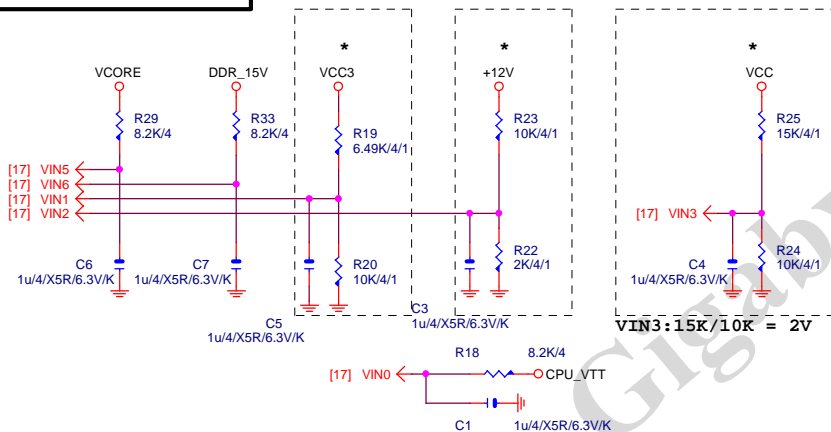 * * *
VCORE DDR_15V VCC3 +12V VCC
R29
8.2K/4
R33
8.2K/4
R19
6.49K/4/1
R23
10K/4/1
R25
15K/4/1
[17] VIN5
[17] VIN6
[17] VIN1
[17] VIN2
[17] VIN3
C6
1u/4/X5R/6.3V/K
C7
1u/4/X5R/6.3V/K
R20
10K/4/1
R22
2K/4/1
C4
1u/4/X5R/6.3V/K
R24
10K/4/1
C5
1u/4/X5R/6.3V/K
C3
1u/4/X5R/6.3V/K
VIN3:15K/10K = 2V
R18 8.2K/4
[17] VIN0 CPU_VTT
C1 1u/4/X5R/6.3V/K
Gigaby